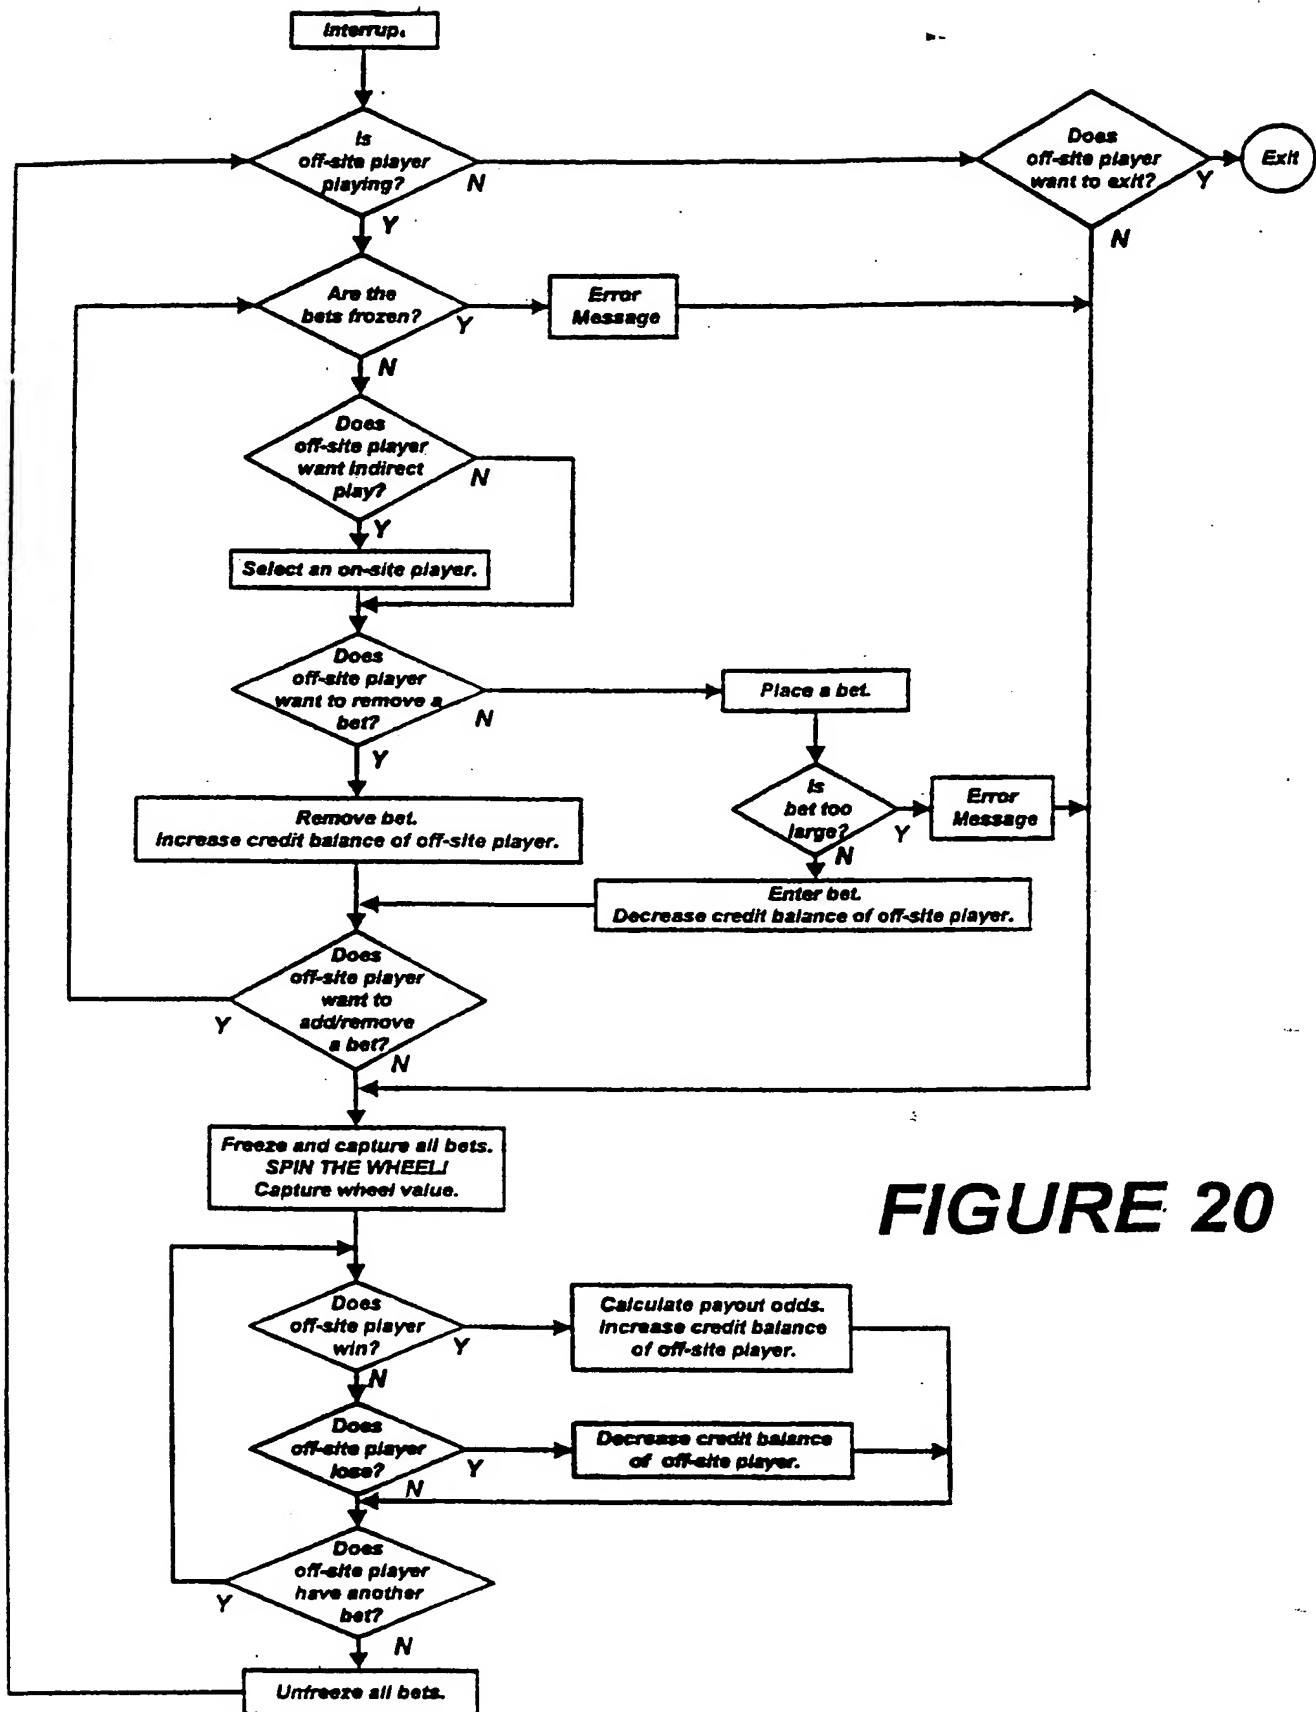 Interrup.
Is
off-site player
playing?
N
Y
Does
off-site player
want to exit?
Y
Exit
N
Are the
bets frozen?
Y
Error
Message
N
Does
off-site player
want indirect
play?
N
Y
Select an on-site player.
Does
off-site player
want to remove a
bet?
N
Y
Place a bet.
Is
bet too
large?
Y
Error
Message
N
Remove bet.
Increase credit balance of off-site player.
Enter bet.
Decrease credit balance of off-site player.
Does
off-site player
want to
add/remove
a bet?
Y
N
Freeze and capture all bets.
SPIN THE WHEEL!
Capture wheel value.
FIGURE 20
Does
off-site player
win?
Y
Calculate payout odds.
Increase credit balance
of off-site player.
N
Does
off-site player
lose?
Y
Decrease credit balance
of off-site player.
N
Does
off-site player
have another
bet?
Y
N
Unfreeze all bets.